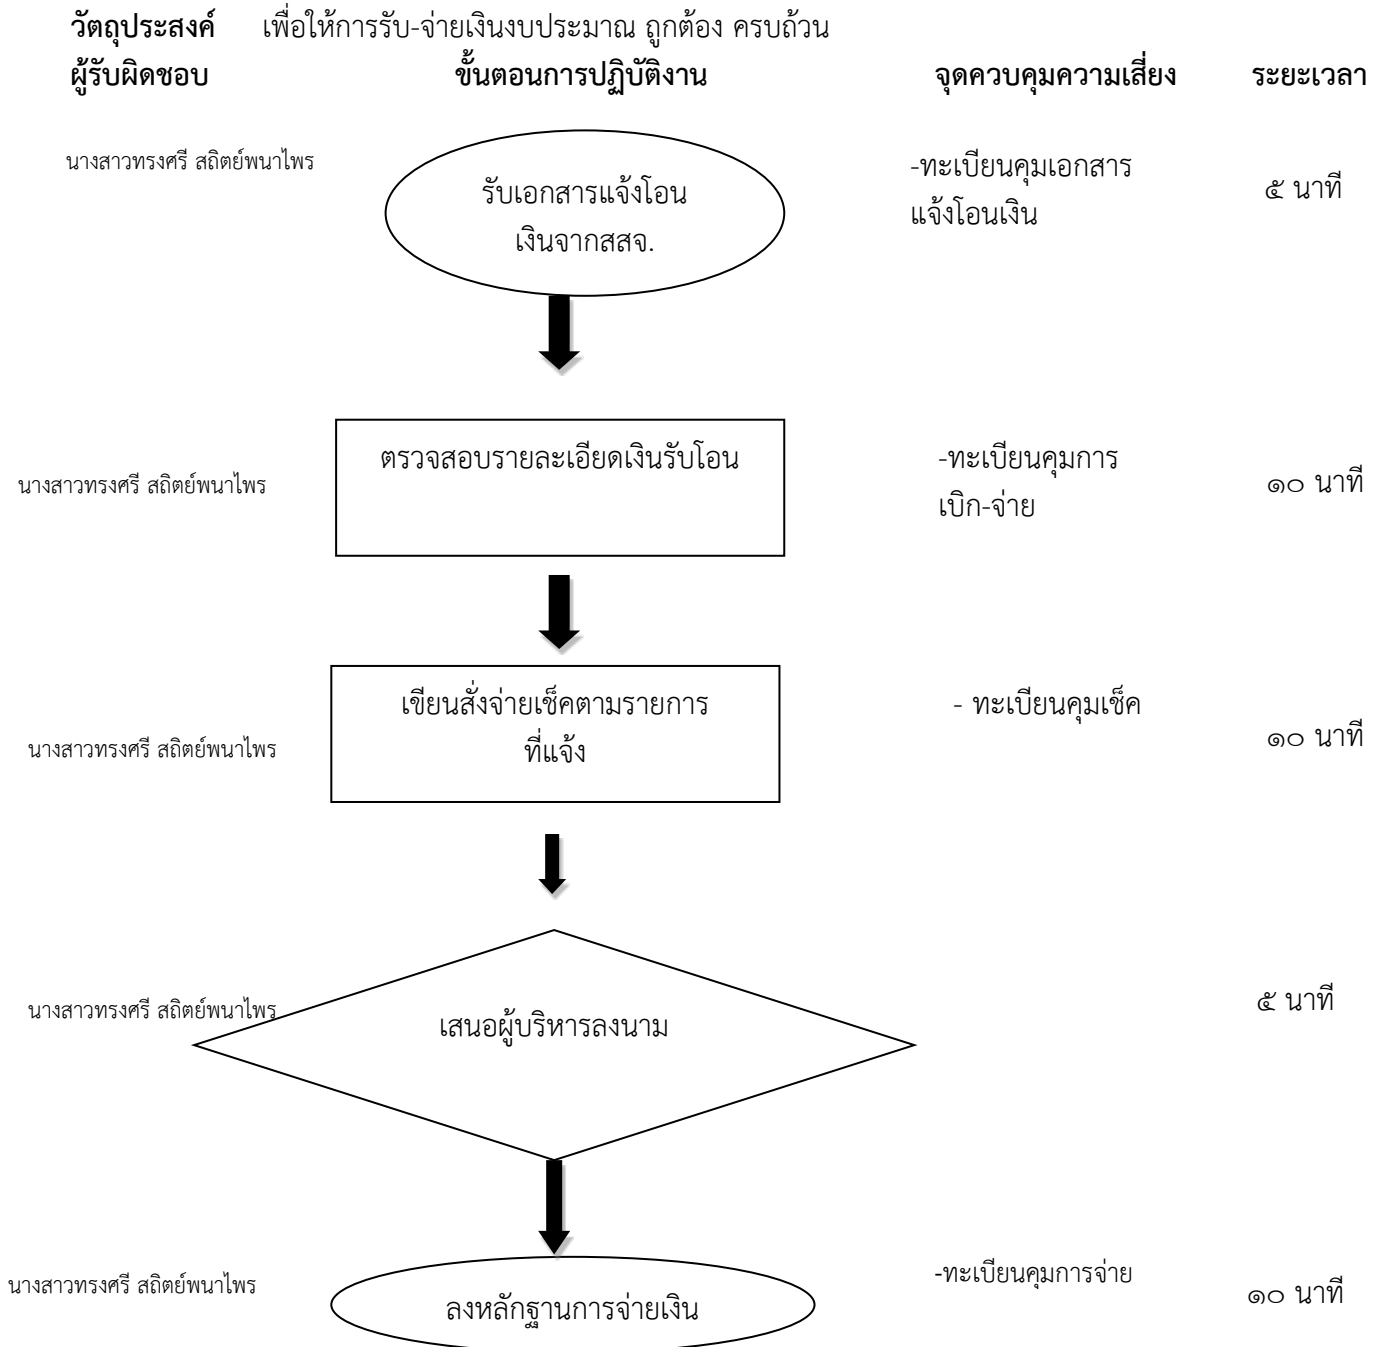 วัตถุประสงค์ เพื่อให้การรับ-จ่ายเงินงบประมาณ ถูกต้อง ครบถ้วน
ผู้รับผิดชอบ ขั้นตอนการปฏิบัติงาน จุดควบคุมความเสี่ยง ระยะเวลา
นางสาวทรงศรี สถิตย์พนาไพร
รับเอกสารแจ้งโอน
เงินจากสสจ.
-ทะเบียนคุมเอกสาร
แจ้งโอนเงิน
๕ นาที
นางสาวทรงศรี สถิตย์พนาไพร
ตรวจสอบรายละเอียดเงินรับโอน
-ทะเบียนคุมการ
เบิก-จ่าย
๑๐ นาที
นางสาวทรงศรี สถิตย์พนาไพร
เขียนสั่งจ่ายเช็คตามรายการ
ที่แจ้ง
- ทะเบียนคุมเช็ค
๑๐ นาที
นางสาวทรงศรี สถิตย์พนาไพร
เสนอผู้บริหารลงนาม
๕ นาที
นางสาวทรงศรี สถิตย์พนาไพร
ลงหลักฐานการจ่ายเงิน
-ทะเบียนคุมการจ่าย
๑๐ นาที